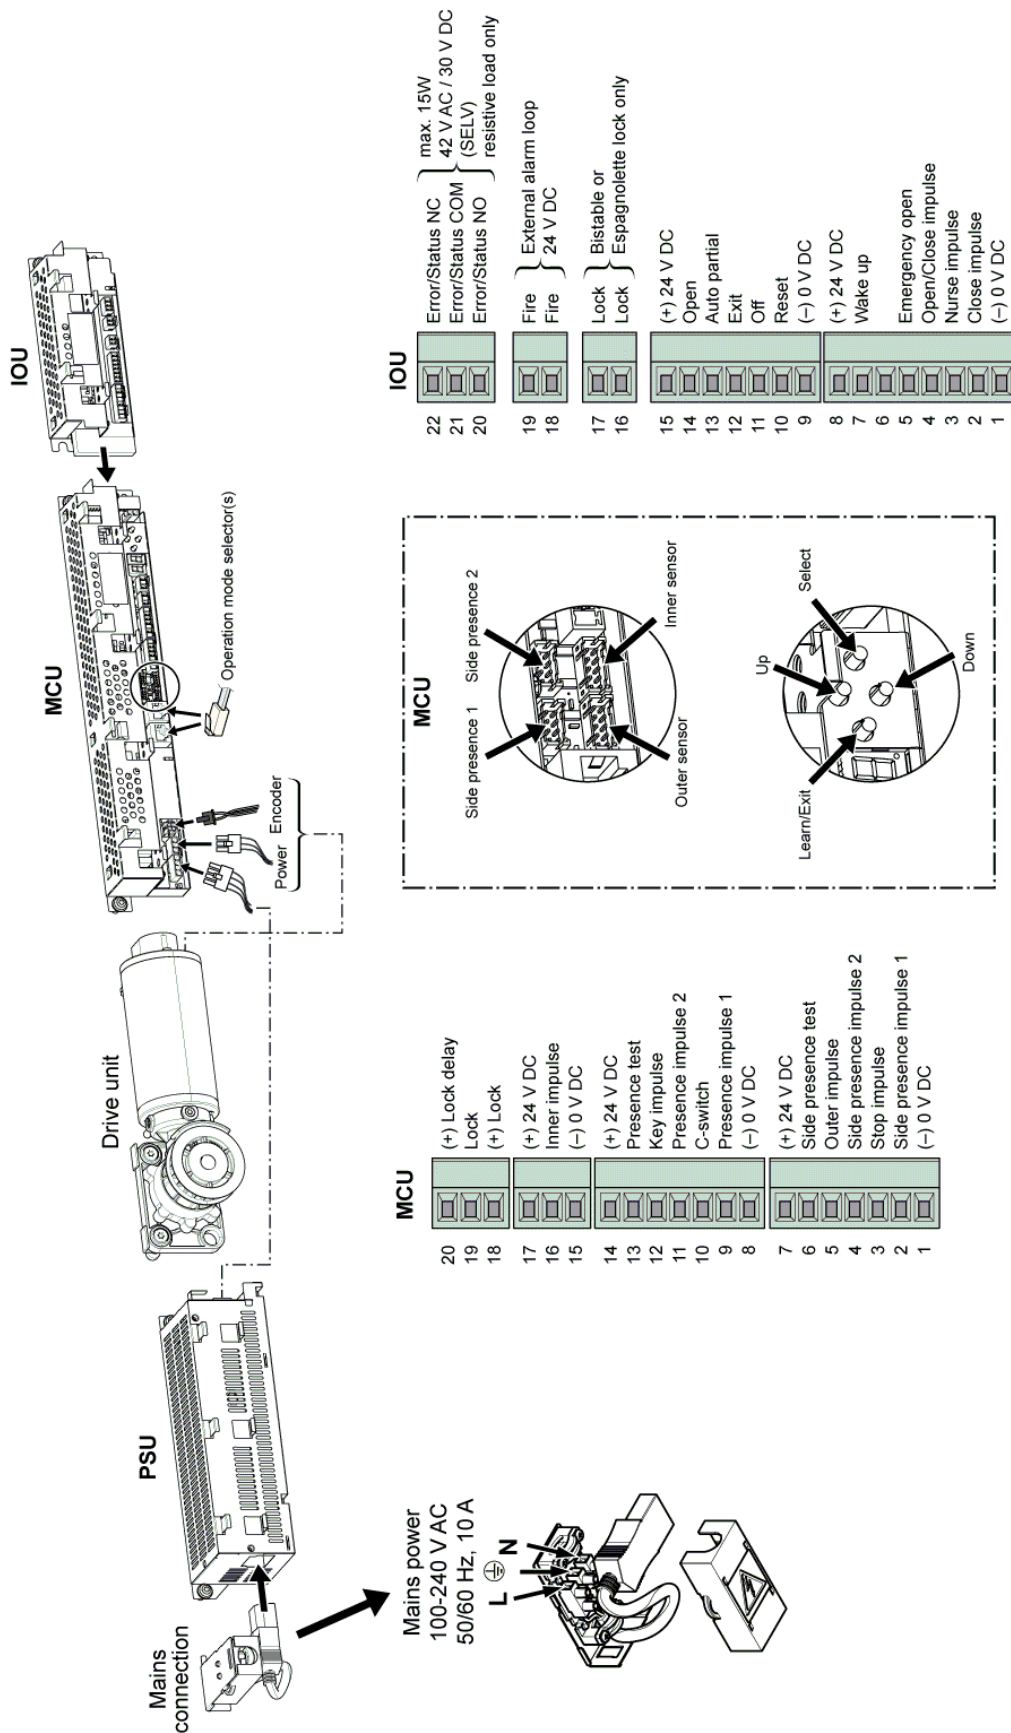 Mains
connection
PSU
Drive unit
MCU
IOU
Power
Encoder
Operation mode selector(s)
Mains power
100-240 V AC
50/60 Hz, 10 A
L
N
MCU
20 (+) Lock delay
19 Lock
18 (+) Lock
17 (+) 24 V DC
16 Inner impulse
15 (–) 0 V DC
14 (+) 24 V DC
13 Presence test
12 Key impulse
11 Presence impulse 2
10 C-switch
9 Presence impulse 1
8 (–) 0 V DC
7 (+) 24 V DC
6 Side presence test
5 Outer impulse
4 Side presence impulse 2
3 Stop impulse
2 Side presence impulse 1
1 (–) 0 V DC
MCU
Side presence 1
Side presence 2
Outer sensor
Inner sensor
Learn/Exit
Up
Select
Down
IOU
22 Error/Status NC
21 Error/Status COM
20 Error/Status NO
max. 15W
42 V AC / 30 V DC
(SELV)
resistive load only
19 Fire
18 Fire
External alarm loop
24 V DC
17 Lock
16 Lock
Bistable or
Espagnolette lock only
15 (+) 24 V DC
14 Open
13 Auto partial
12 Exit
11 Off
10 Reset
9 (–) 0 V DC
8 (+) 24 V DC
7 Wake up
6
5 Emergency open
4 Open/Close impulse
3 Nurse impulse
2 Close impulse
1 (–) 0 V DC